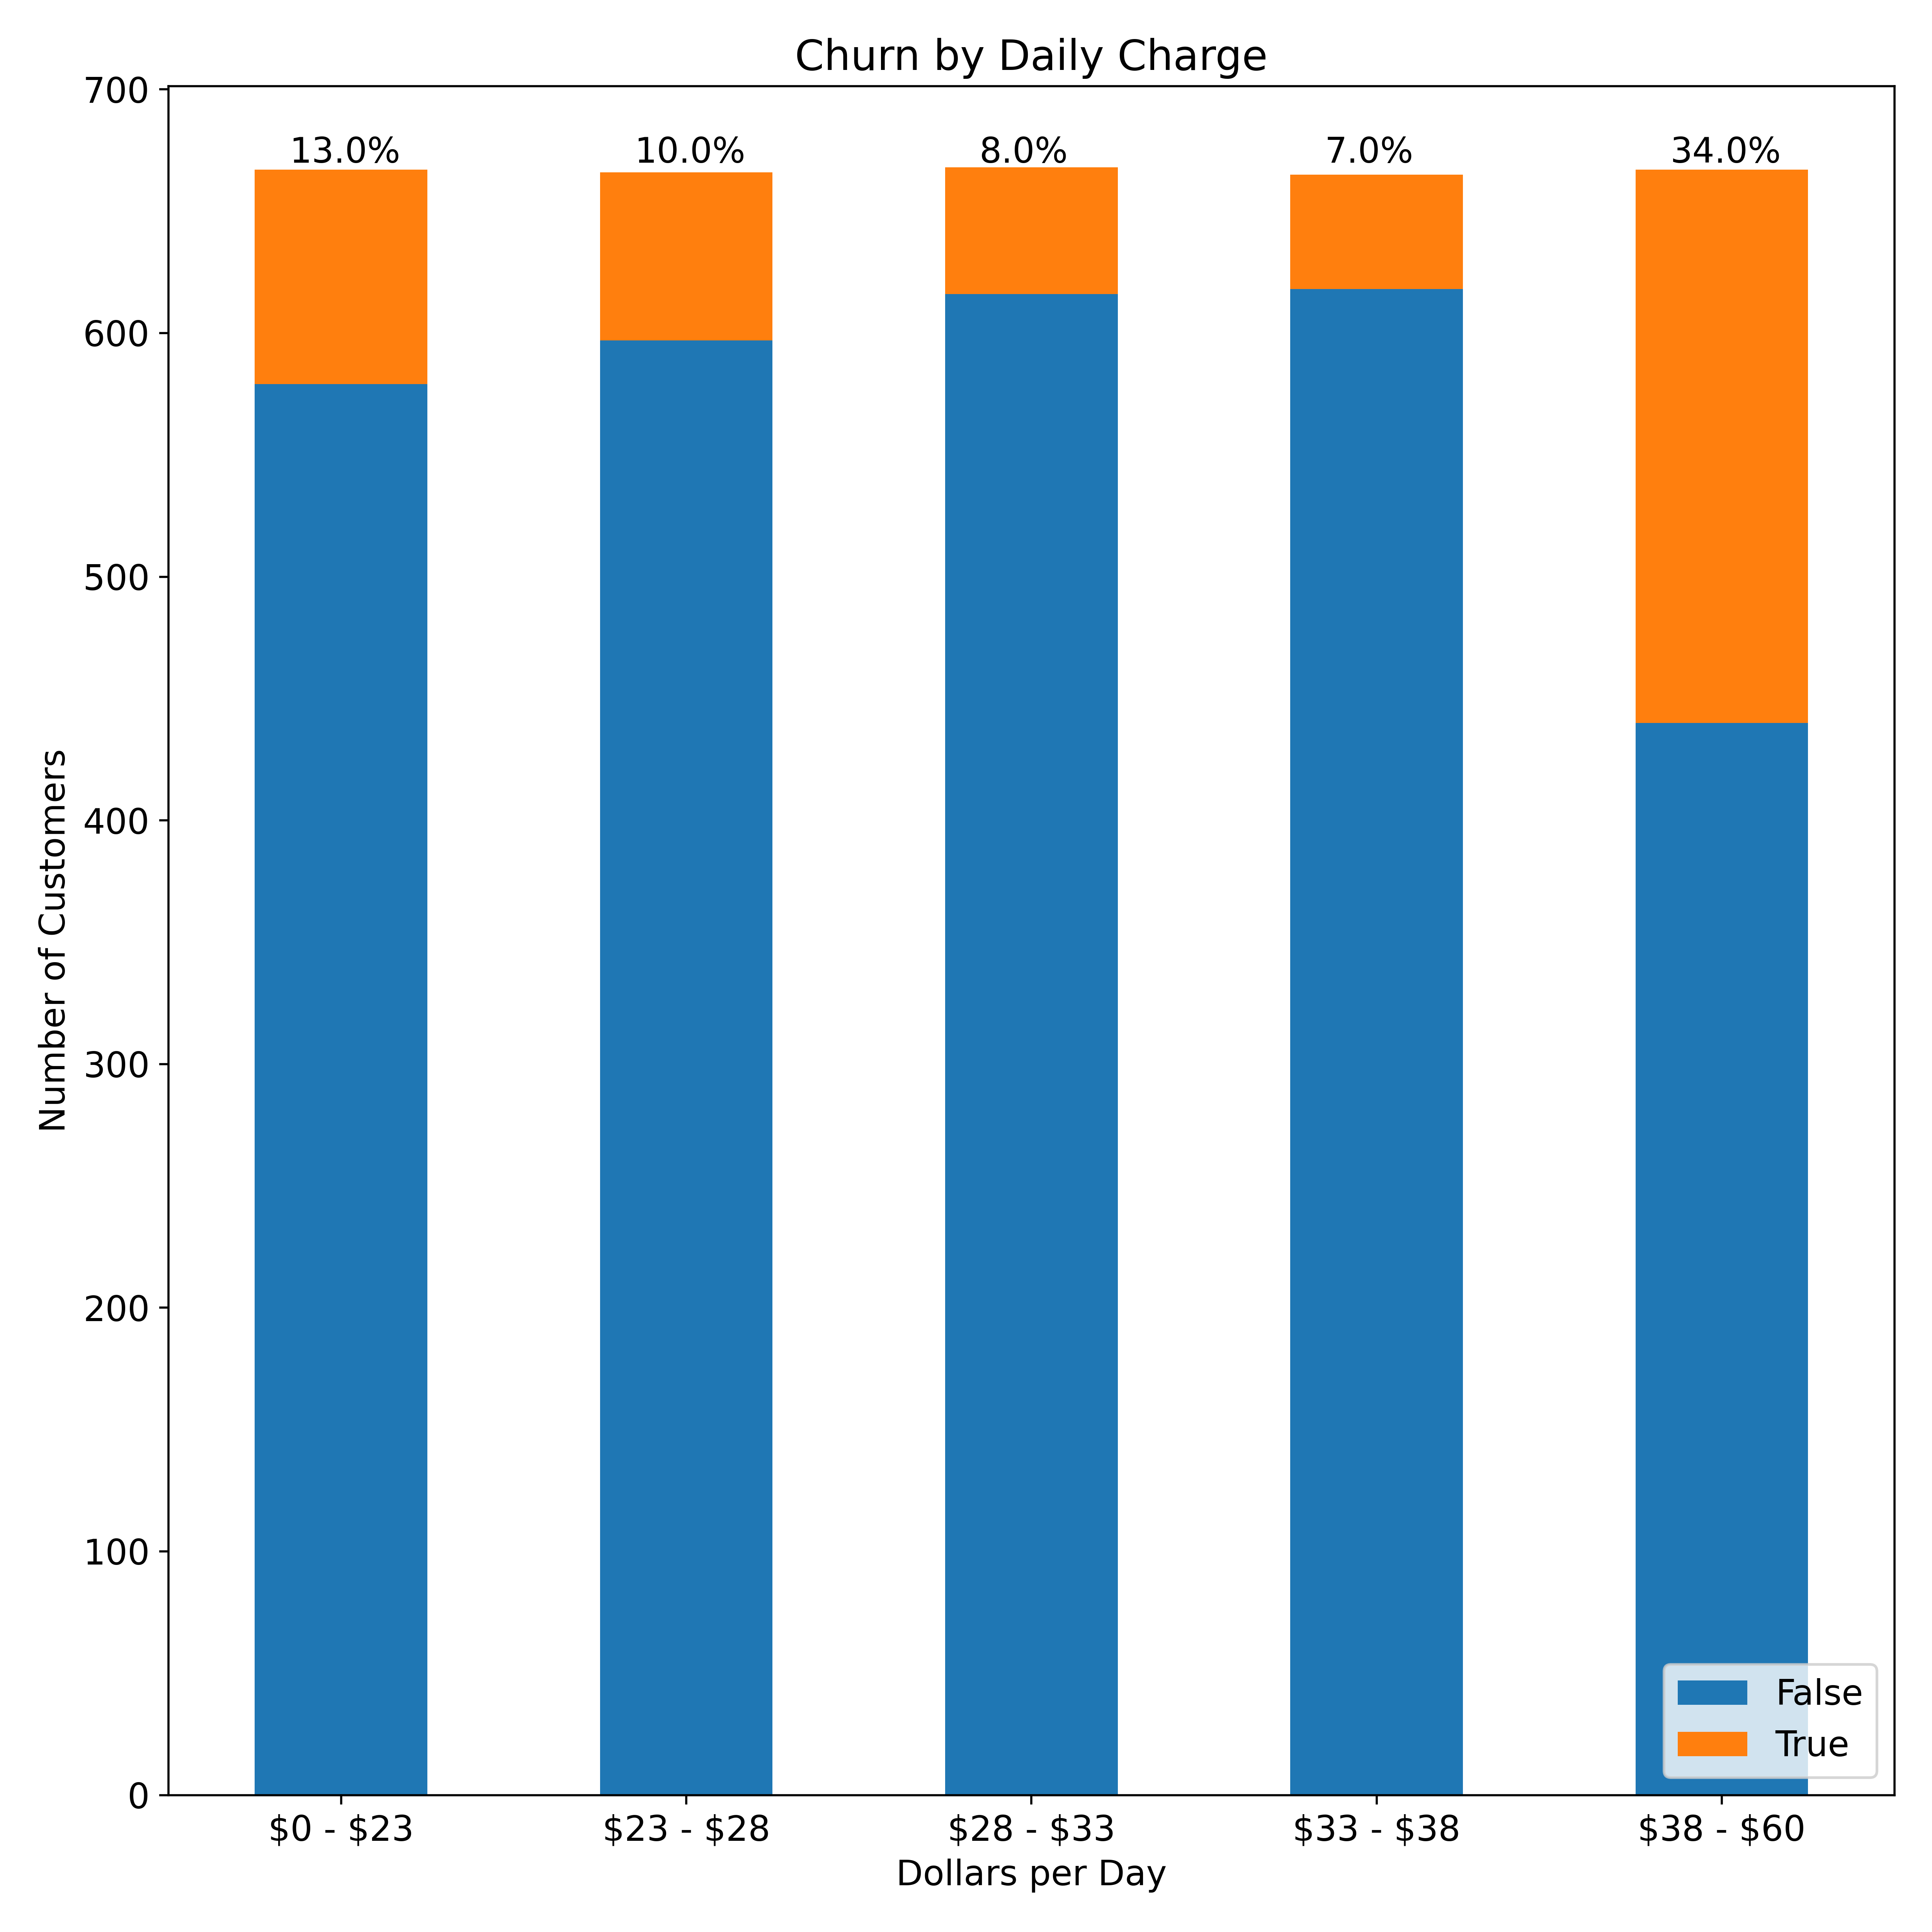 Churn by Daily Charge
700
600
500
400
300
200
100
0
Number of Customers
13.0%
10.0%
8.0%
7.0%
34.0%
False
True
$0 - $23
$23 - $28
$28 - $33
$33 - $38
$38 - $60
Dollars per Day